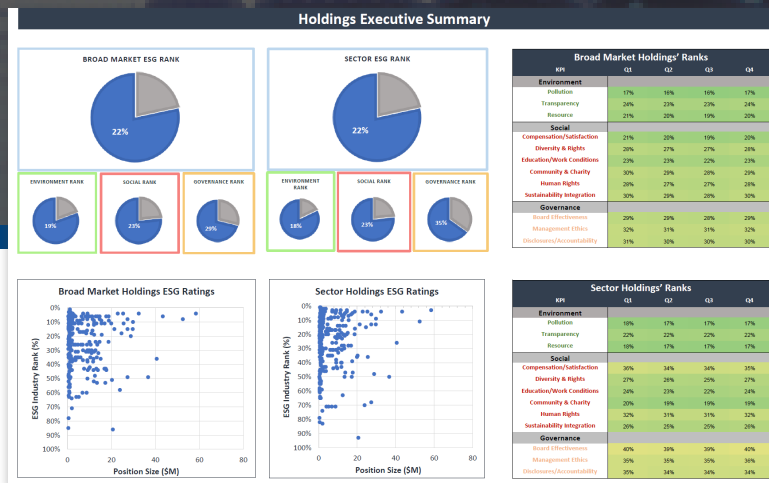 Holdings Executive Summary
BROAD MARKET ESG RANK
22%
ENVIRONMENT RANK
19%
SOCIAL RANK
23%
GOVERNANCE RANK
29%
SECTOR ESG RANK
22%
ENVIRONMENT
RANK
18%
SOCIAL RANK
23%
GOVERNANCE RANK
35%
Broad Market Holdings' Ranks
KPI Q1 Q2 Q3 Q4
Environment
Pollution 17% 16% 16% 17%
Transparency 24% 23% 23% 24%
Resource 21% 20% 19% 20%
Social
Compensation/Satisfaction 21% 20% 19% 20%
Diversity & Rights 28% 27% 27% 28%
Education/Work Conditions 23% 23% 22% 23%
Community & Charity 30% 29% 28% 29%
Human Rights 28% 27% 27% 28%
Sustainability Integration 30% 29% 28% 30%
Governance
Board Effectiveness 29% 29% 28% 29%
Management Ethics 32% 31% 31% 32%
Disclosures/Accountability 31% 30% 30% 30%
Broad Market Holdings ESG Ratings
ESG Industry Rank (%)
0%
10%
20%
30%
40%
50%
60%
70%
80%
90%
100%
0 20 40 60 80
Position Size ($M)
Sector Holdings ESG Ratings
ESG Industry Rank (%)
0%
10%
20%
30%
40%
50%
60%
70%
80%
90%
100%
0 20 40 60 80
Position Size ($M)
Sector Holdings' Ranks
KPI Q1 Q2 Q3 Q4
Environment
Pollution 18% 17% 17% 17%
Transparency 22% 22% 22% 22%
Resource 18% 17% 17% 17%
Social
Compensation/Satisfaction 36% 34% 34% 35%
Diversity & Rights 27% 26% 25% 27%
Education/Work Conditions 24% 23% 22% 24%
Community & Charity 20% 19% 19% 19%
Human Rights 32% 31% 31% 32%
Sustainability Integration 26% 25% 25% 26%
Governance
Board Effectiveness 40% 39% 39% 40%
Management Ethics 35% 35% 35% 36%
Disclosures/Accountability 35% 34% 34% 34%